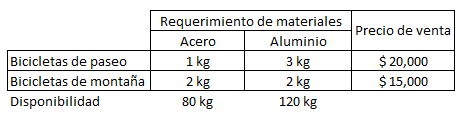 Requerimiento de materiales
Precio de venta
Acero Aluminio
Bicicletas de paseo 1 kg 3 kg $ 20,000
Bicicletas de montaña 2 kg 2 kg $ 15,000
Disponibilidad 80 kg 120 kg